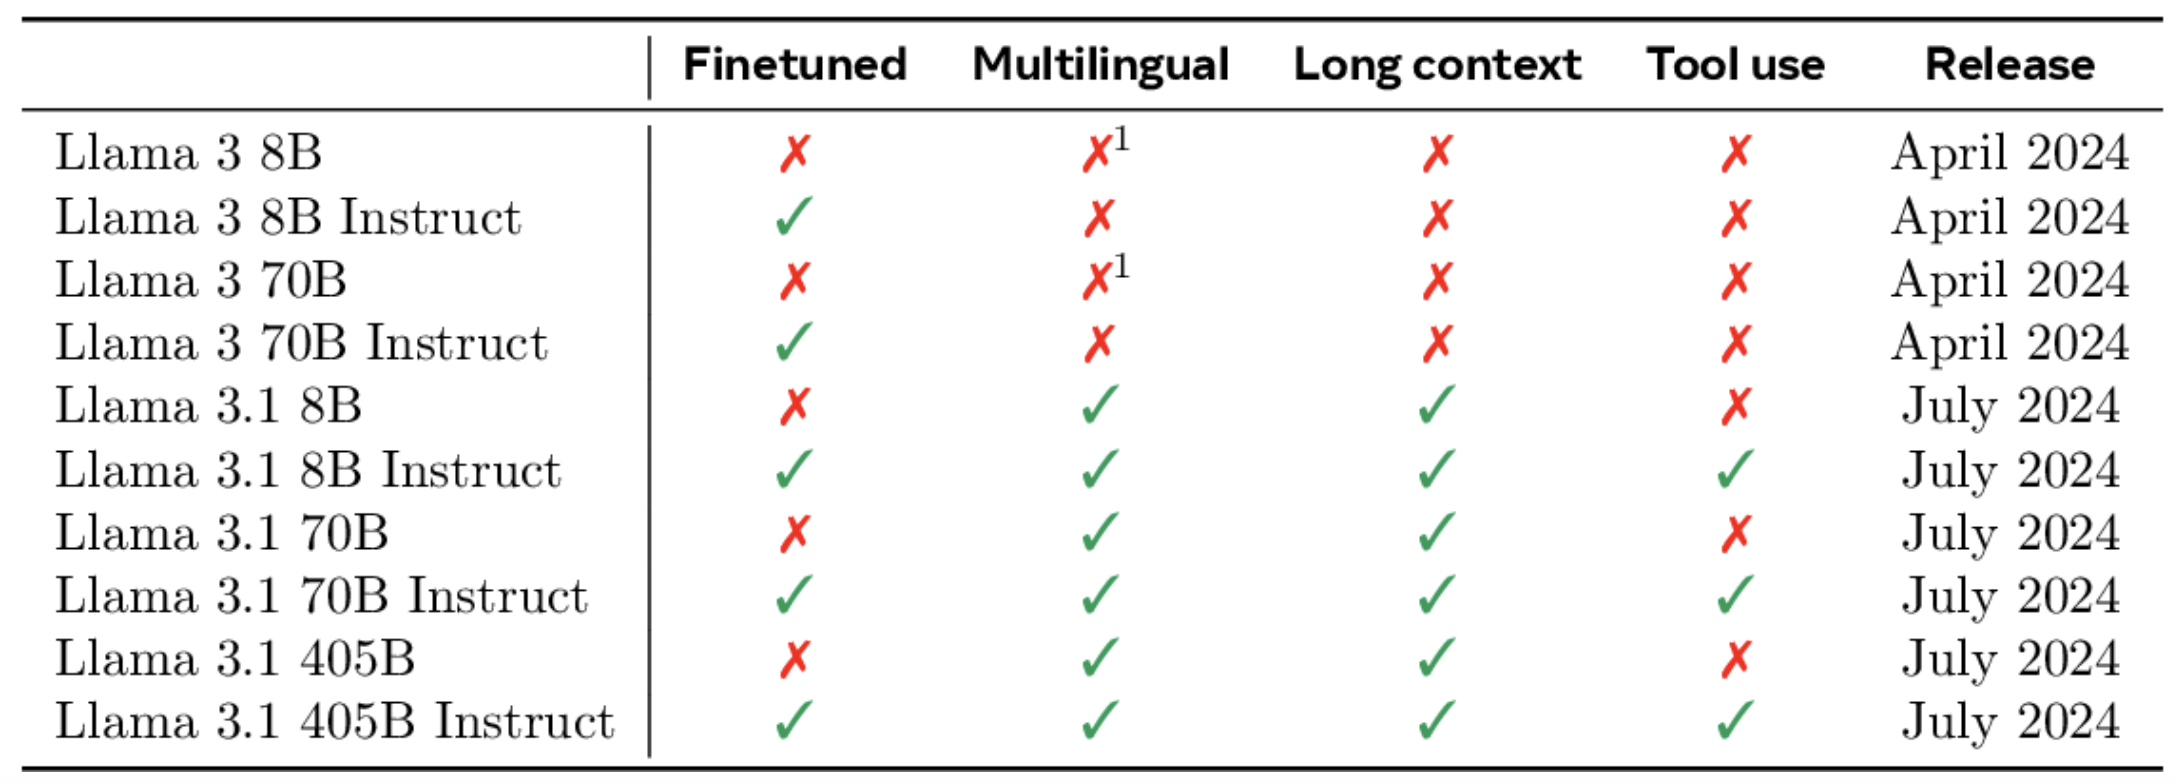 Finetuned Multilingual Long context Tool use Release
Llama 3 8B ✗ ✗¹ ✗ ✗ April 2024
Llama 3 8B Instruct ✓ ✗ ✗ ✗ April 2024
Llama 3 70B ✗ ✗¹ ✗ ✗ April 2024
Llama 3 70B Instruct ✓ ✗ ✗ ✗ April 2024
Llama 3.1 8B ✗ ✓ ✓ ✗ July 2024
Llama 3.1 8B Instruct ✓ ✓ ✓ ✓ July 2024
Llama 3.1 70B ✗ ✓ ✓ ✗ July 2024
Llama 3.1 70B Instruct ✓ ✓ ✓ ✓ July 2024
Llama 3.1 405B ✗ ✓ ✓ ✗ July 2024
Llama 3.1 405B Instruct ✓ ✓ ✓ ✓ July 2024